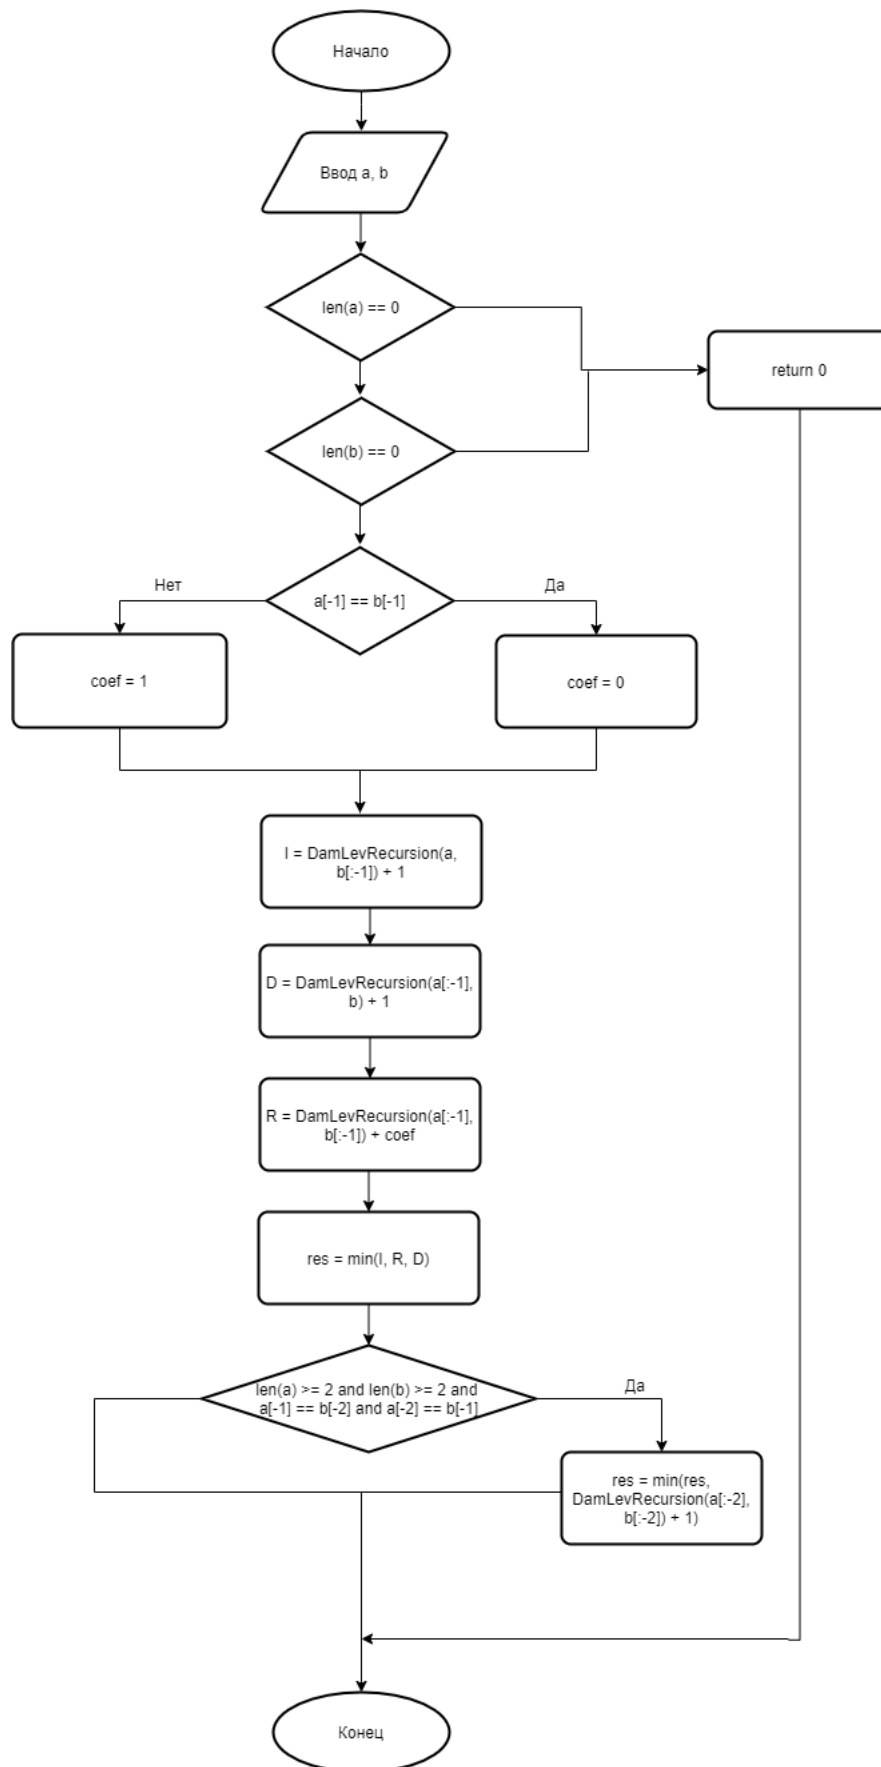 Начало
Ввод a, b
len(a) == 0
return 0
len(b) == 0
Нет
a[-1] == b[-1]
Да
coef = 1
coef = 0
I = DamLevRecursion(a,
b[:-1]) + 1
D = DamLevRecursion(a[:-1],
b) + 1
R = DamLevRecursion(a[:-1],
b[:-1]) + coef
res = min(I, R, D)
len(a) >= 2 and len(b) >= 2 and
a[-1] == b[-2] and a[-2] == b[-1]
Да
res = min(res,
DamLevRecursion(a[:-2],
b[:-2]) + 1)
Конец